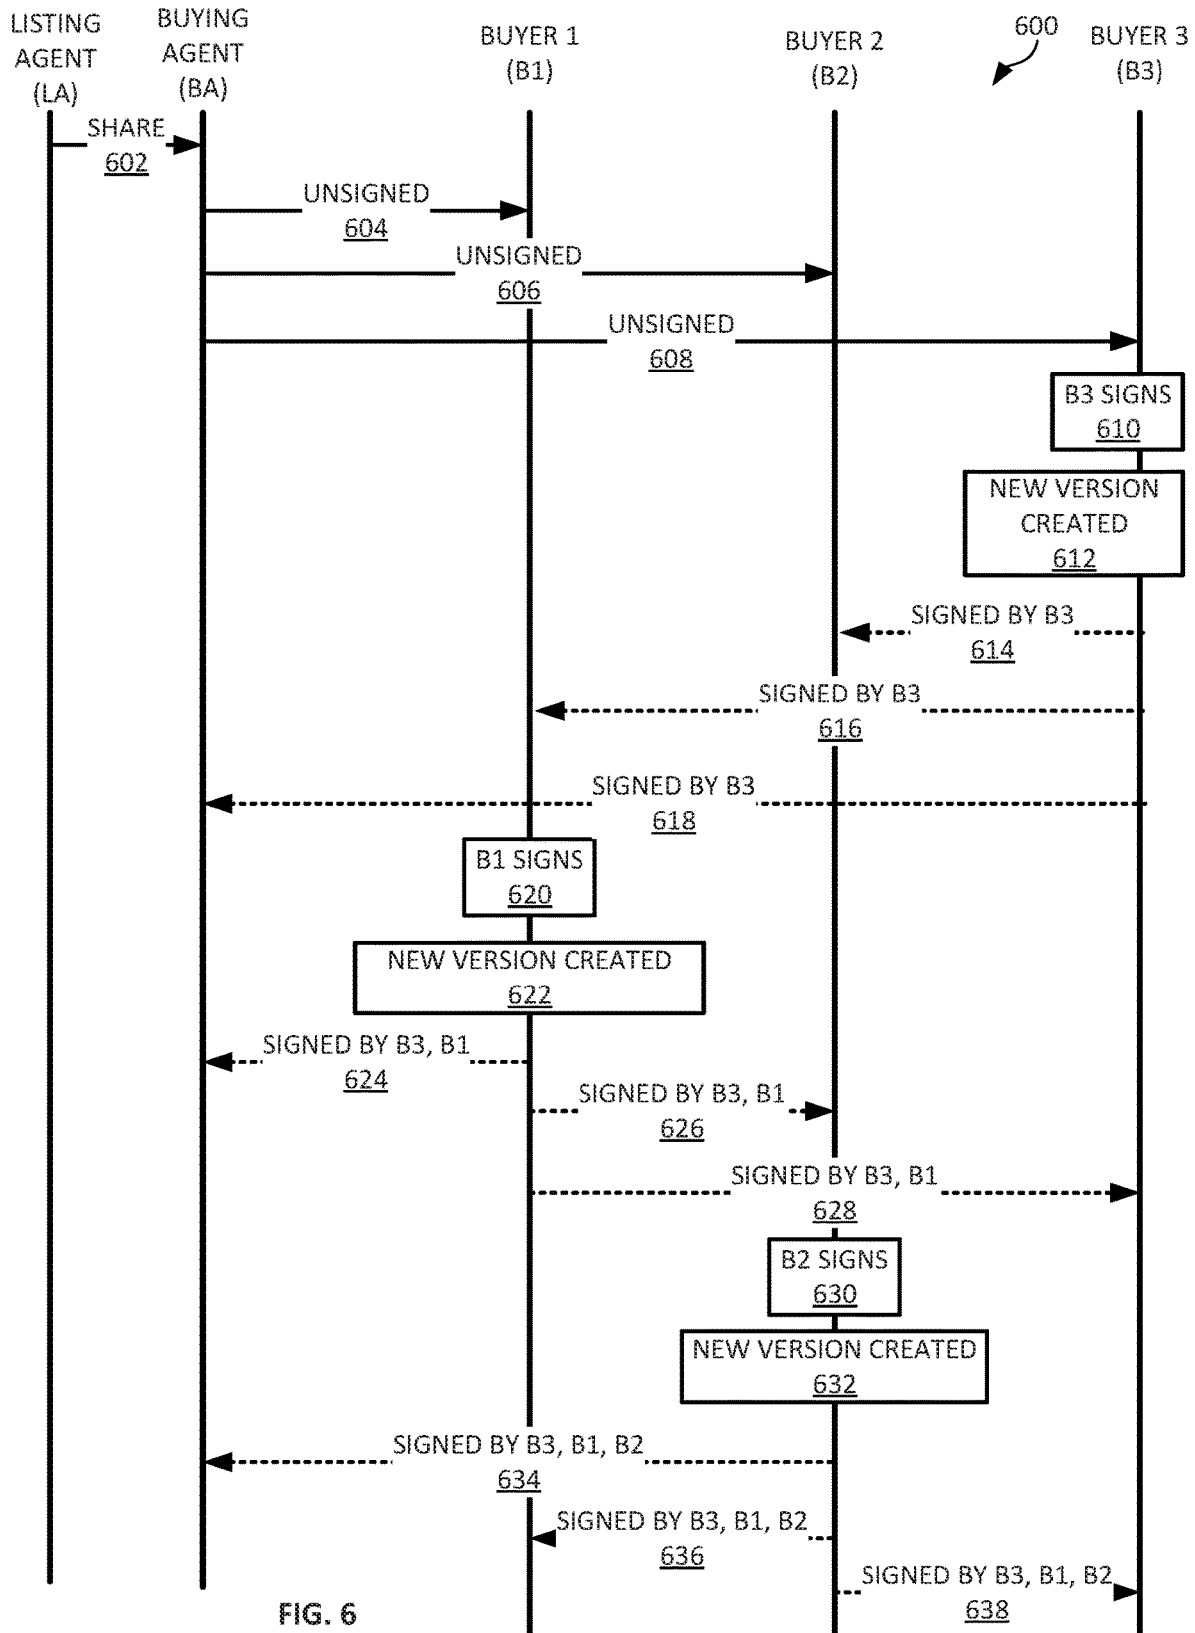 LISTING
AGENT
(LA)
BUYING
AGENT
(BA)
BUYER 1
(B1)
BUYER 2
(B2)
600
BUYER 3
(B3)
SHARE
602
UNSIGNED
604
UNSIGNED
606
UNSIGNED
608
B3 SIGNS
610
NEW VERSION
CREATED
612
SIGNED BY B3
614
SIGNED BY B3
616
SIGNED BY B3
618
B1 SIGNS
620
NEW VERSION CREATED
622
SIGNED BY B3, B1
624
SIGNED BY B3, B1
626
SIGNED BY B3, B1
628
B2 SIGNS
630
NEW VERSION CREATED
632
SIGNED BY B3, B1, B2
634
SIGNED BY B3, B1, B2
636
SIGNED BY B3, B1, B2
638
FIG. 6